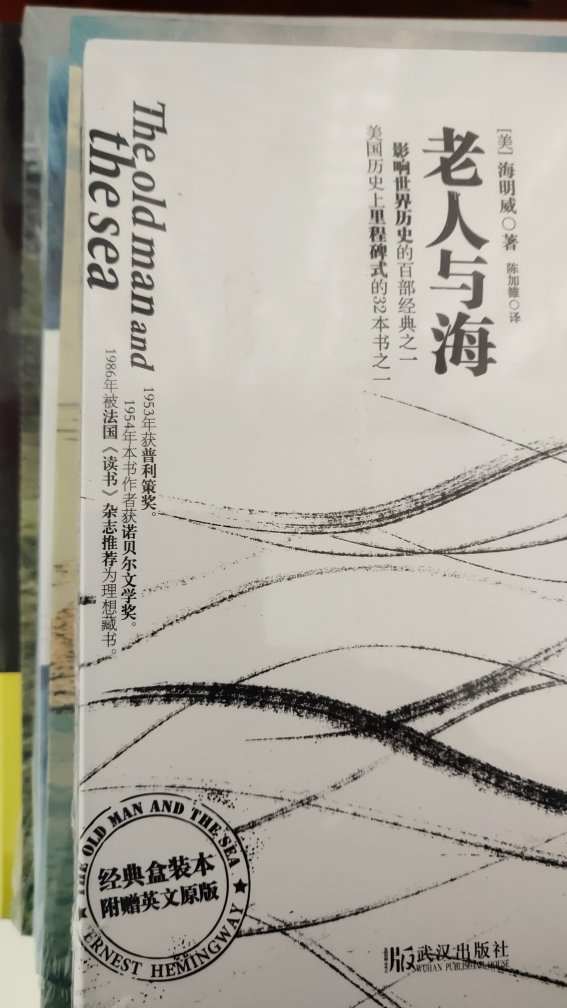 [美]海明威○著
陈加雒○译
老人与海
影响世界历史的百部经典之一
美国历史上里程碑式的32本书之一
The old man and
the sea
1953年获普利策奖。
1954年本书作者获诺贝尔文学奖。
1986年被法国《读书》杂志推荐为理想藏书。
THE OLD MAN AND THE SEA
经典盒装本
附赠英文原版
ERNEST HEMINGWAY
版 武汉出版社
WUHAN PUBLISHING HOUSE